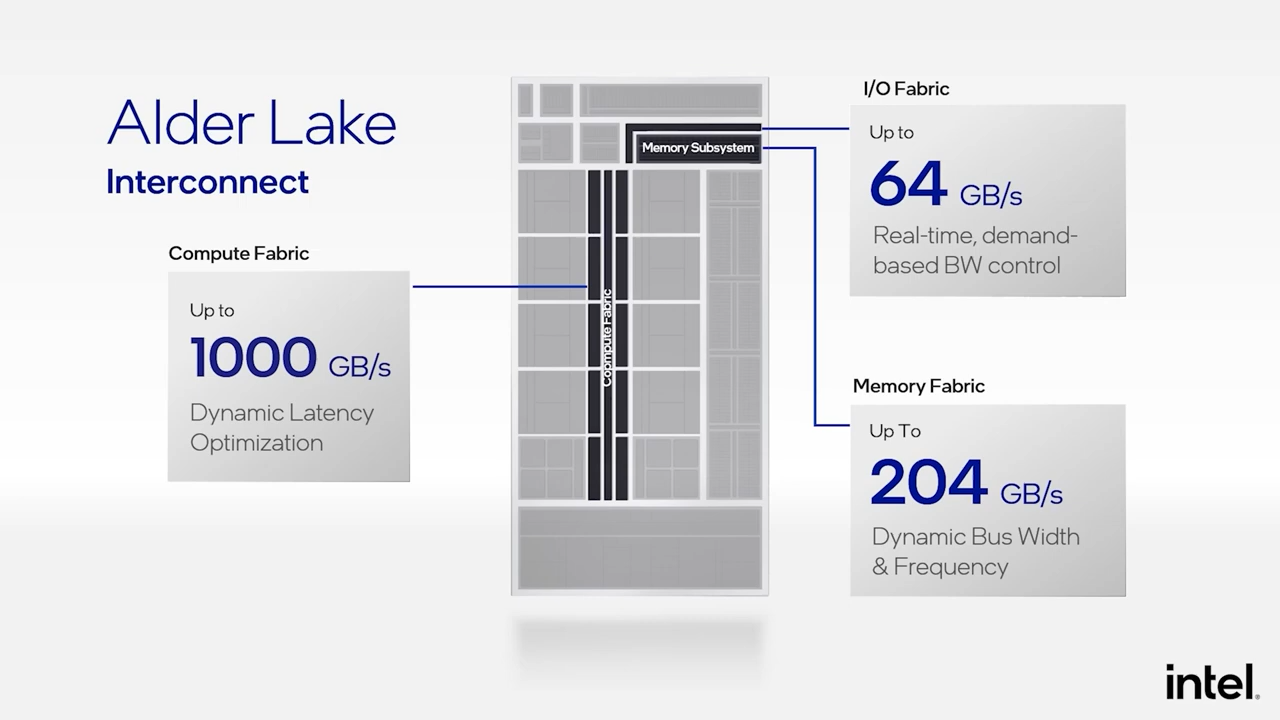 Alder Lake
Interconnect
Compute Fabric
Up to
1000 GB/s
Dynamic Latency
Optimization
Memory Subsystem
Copmpute Fabric
I/O Fabric
Up to
64 GB/s
Real-time, demand-
based BW control
Memory Fabric
Up To
204 GB/s
Dynamic Bus Width
& Frequency
intel.